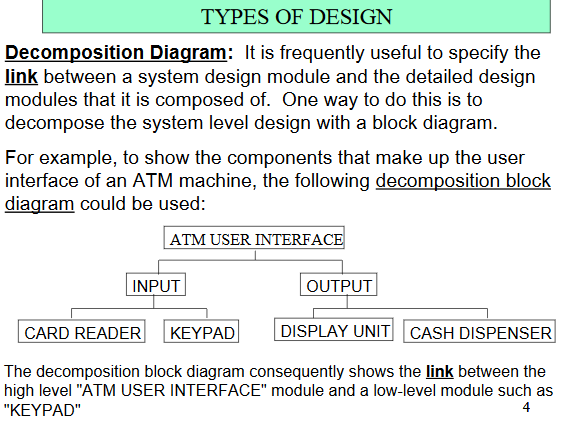 TYPES OF DESIGN
Decomposition Diagram: It is frequently useful to specify the
link between a system design module and the detailed design
modules that it is composed of. One way to do this is to
decompose the system level design with a block diagram.
For example, to show the components that make up the user
interface of an ATM machine, the following decomposition block
diagram could be used:
ATM USER INTERFACE
INPUT
OUTPUT
CARD READER
KEYPAD
DISPLAY UNIT
CASH DISPENSER
The decomposition block diagram consequently shows the link between the
high level "ATM USER INTERFACE" module and a low-level module such as
"KEYPAD"
4